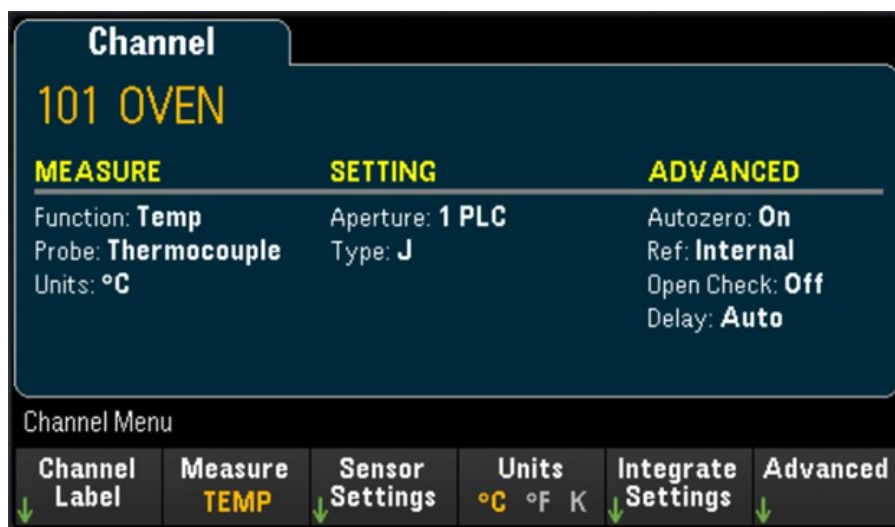 Channel
101 OVEN
MEASURE
Function: Temp
Probe: Thermocouple
Units: °C
SETTING
Aperture: 1 PLC
Type: J
ADVANCED
Autozero: On
Ref: Internal
Open Check: Off
Delay: Auto
Channel Menu
Channel
Label
Measure
TEMP
Sensor
Settings
Units
°C °F K
Integrate
Settings
Advanced